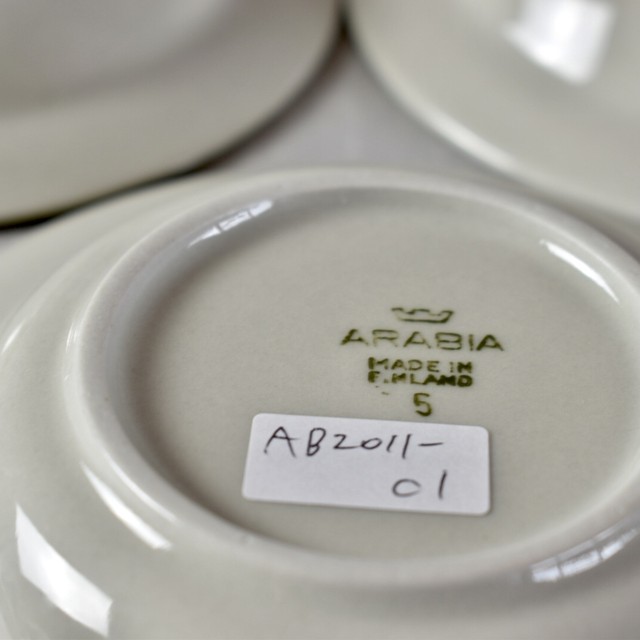 ARABIA
MADE IN
FINLAND
5
AB2011-
01